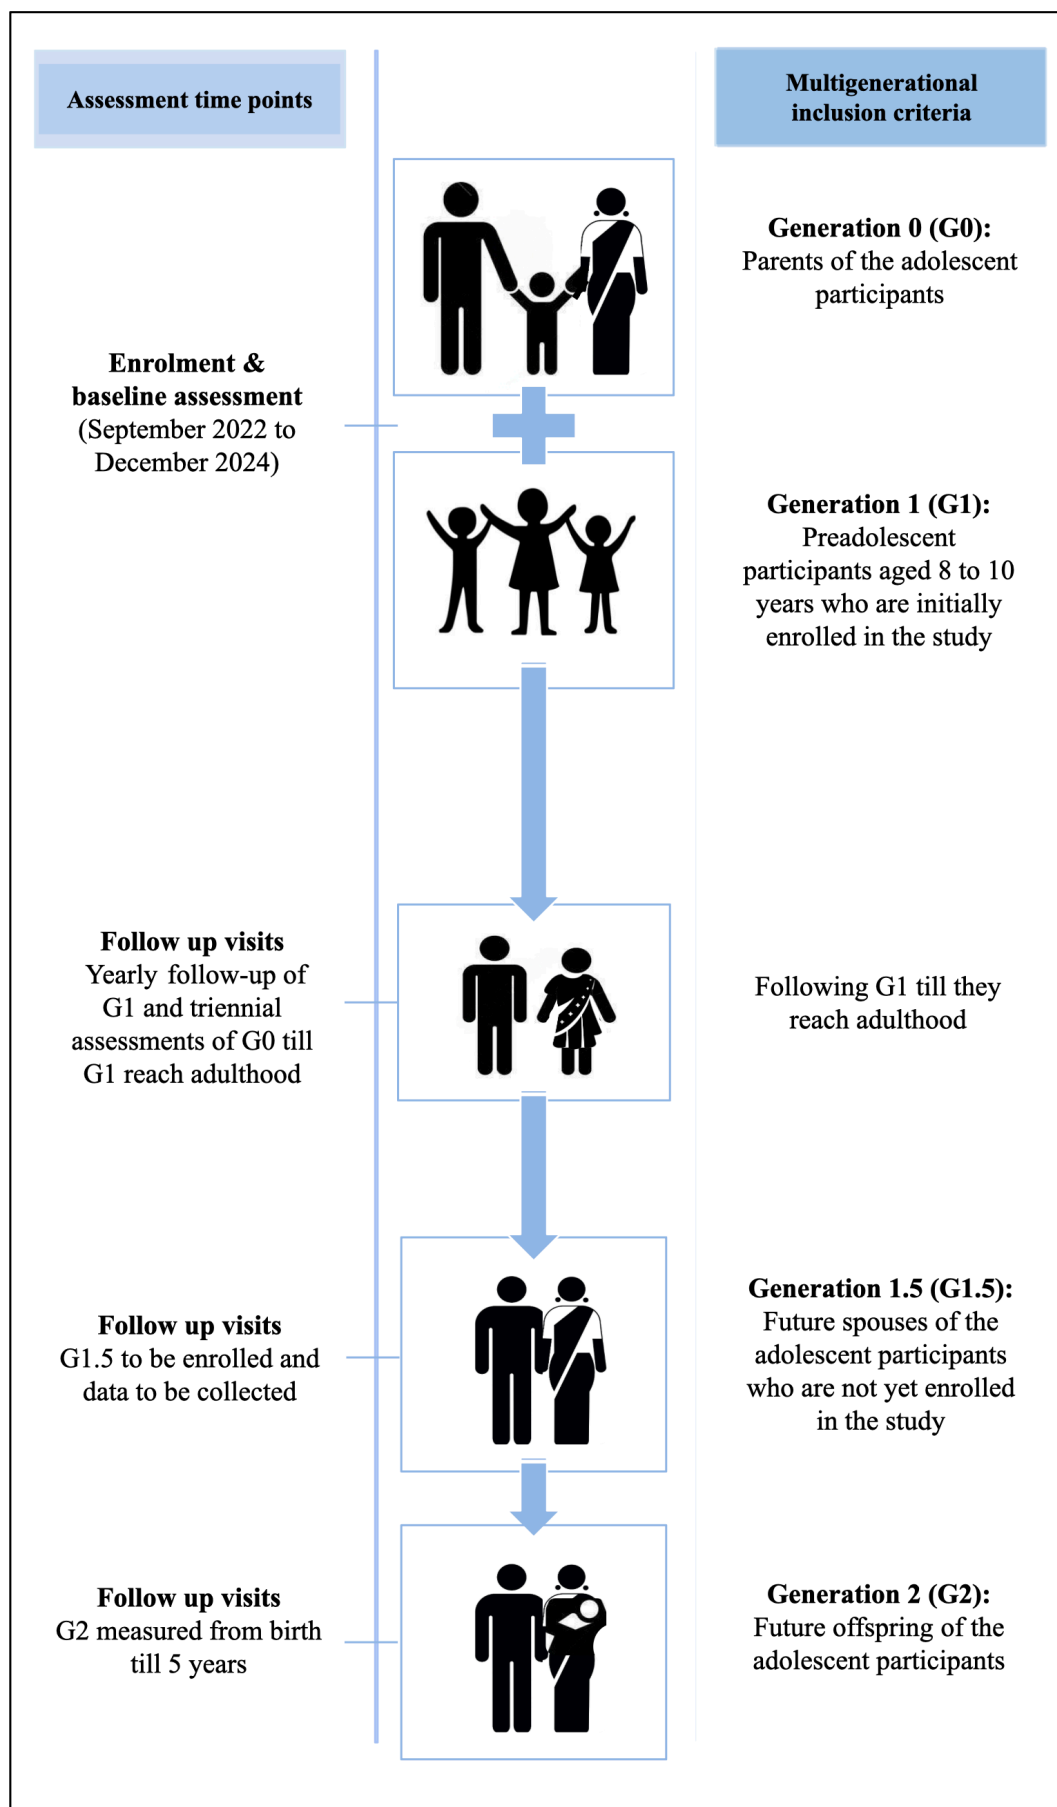 Assessment time points
Multigenerational
inclusion criteria
Generation 0 (G0):
Parents of the adolescent
participants
Enrolment &
baseline assessment
(September 2022 to
December 2024)
Generation 1 (G1):
Preadolescent
participants aged 8 to 10
years who are initially
enrolled in the study
Follow up visits
Yearly follow-up of
G1 and triennial
assessments of G0 till
G1 reach adulthood
Following G1 till they
reach adulthood
Follow up visits
G1.5 to be enrolled and
data to be collected
Generation 1.5 (G1.5):
Future spouses of the
adolescent participants
who are not yet enrolled
in the study
Follow up visits
G2 measured from birth
till 5 years
Generation 2 (G2):
Future offspring of the
adolescent participants